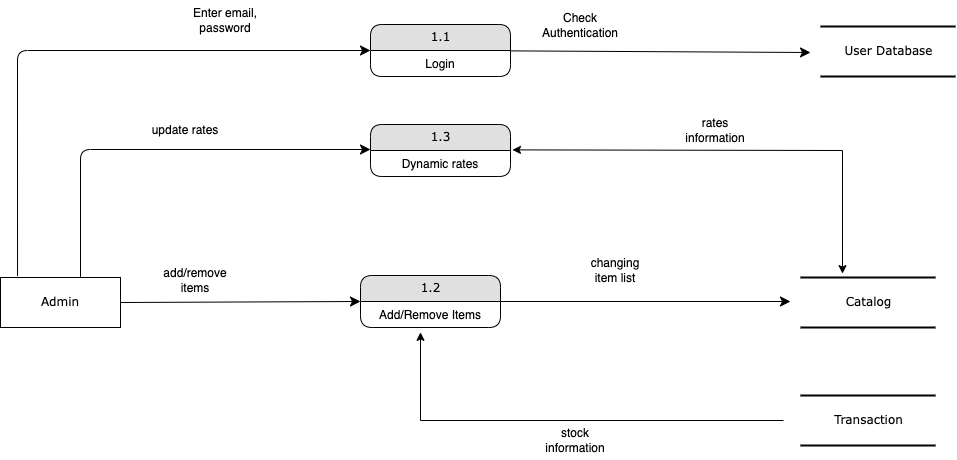 Enter email,
password
1.1
Login
Check
Authentication
User Database
update rates
1.3
Dynamic rates
rates
information
Admin
add/remove
items
1.2
Add/Remove Items
changing
item list
Catalog
stock
information
Transaction